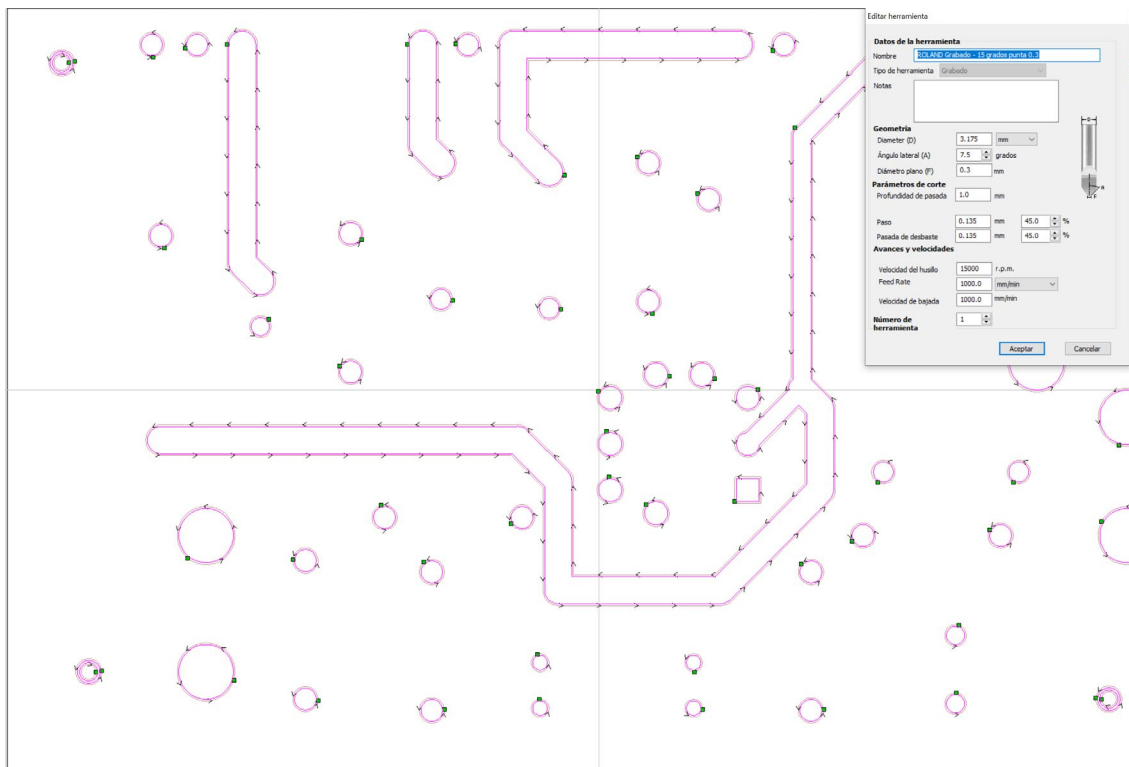 Editar herramienta
Datos de la herramienta
Nombre ROLAND Grabado - 15 grados punta 0.3
Tipo de herramienta Grabado
Notas
Geometria
Diameter (D) 3.175 mm
Ángulo lateral (A) 7.5 grados
Diámetro plano (F) 0.3 mm
Parámetros de corte
Profundidad de pasada 1.0 mm
Paso 0.135 mm 45.0 %
Pasada de desbaste 0.135 mm 45.0 %
Avances y velocidades
Velocidad del husillo 15000 r.p.m.
Feed Rate 1000.0 mm/min
Velocidad de bajada 1000.0 mm/min
Número de
herramienta 1
Aceptar Cancelar
D
A
F